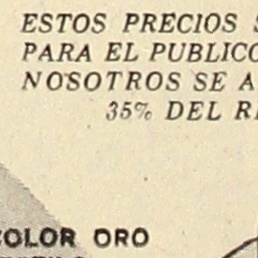 ESTOS PRECIOS
PARA EL PUBLICO
NOSOTROS SE A
35% DEL
COLOR ORO